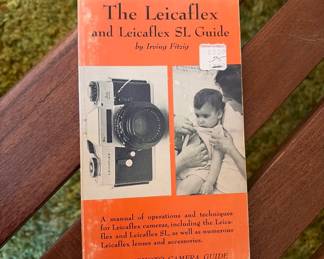 The Leicaflex
and Leicaflex SL Guide
by Irving Fitzig
A manual of operations and techniques
for Leicaflex cameras, including the Leica-
flex and Leicaflex SL, as well as numerous
Leicaflex lenses and accessories.
CAMERA GUIDE